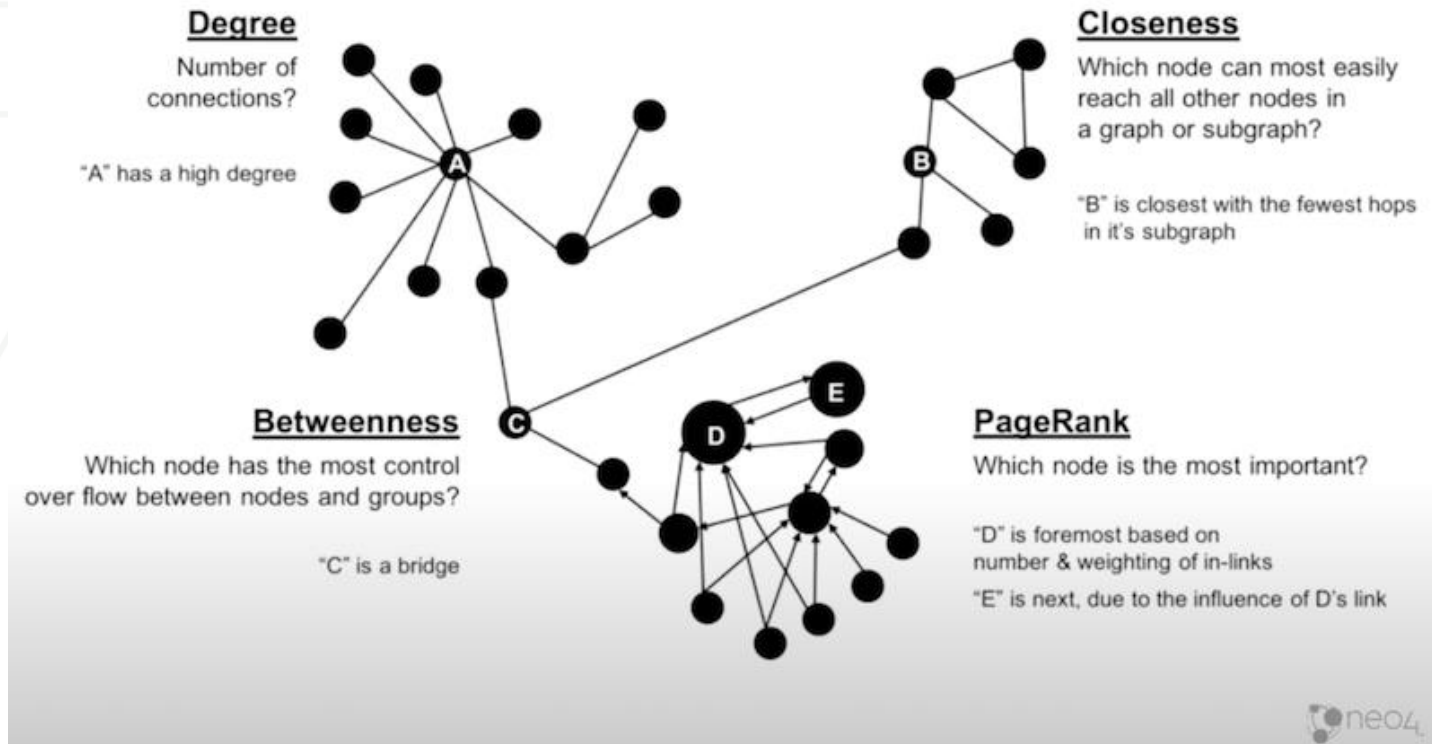 Degree
Number of
connections?
"A" has a high degree
A
Closeness
Which node can most easily
reach all other nodes in
a graph or subgraph?
"B" is closest with the fewest hops
in it's subgraph
B
Betweenness
Which node has the most control
over flow between nodes and groups?
"C" is a bridge
C
D
E
PageRank
Which node is the most important?
"D" is foremost based on
number & weighting of in-links
"E" is next, due to the influence of D's link
neo4